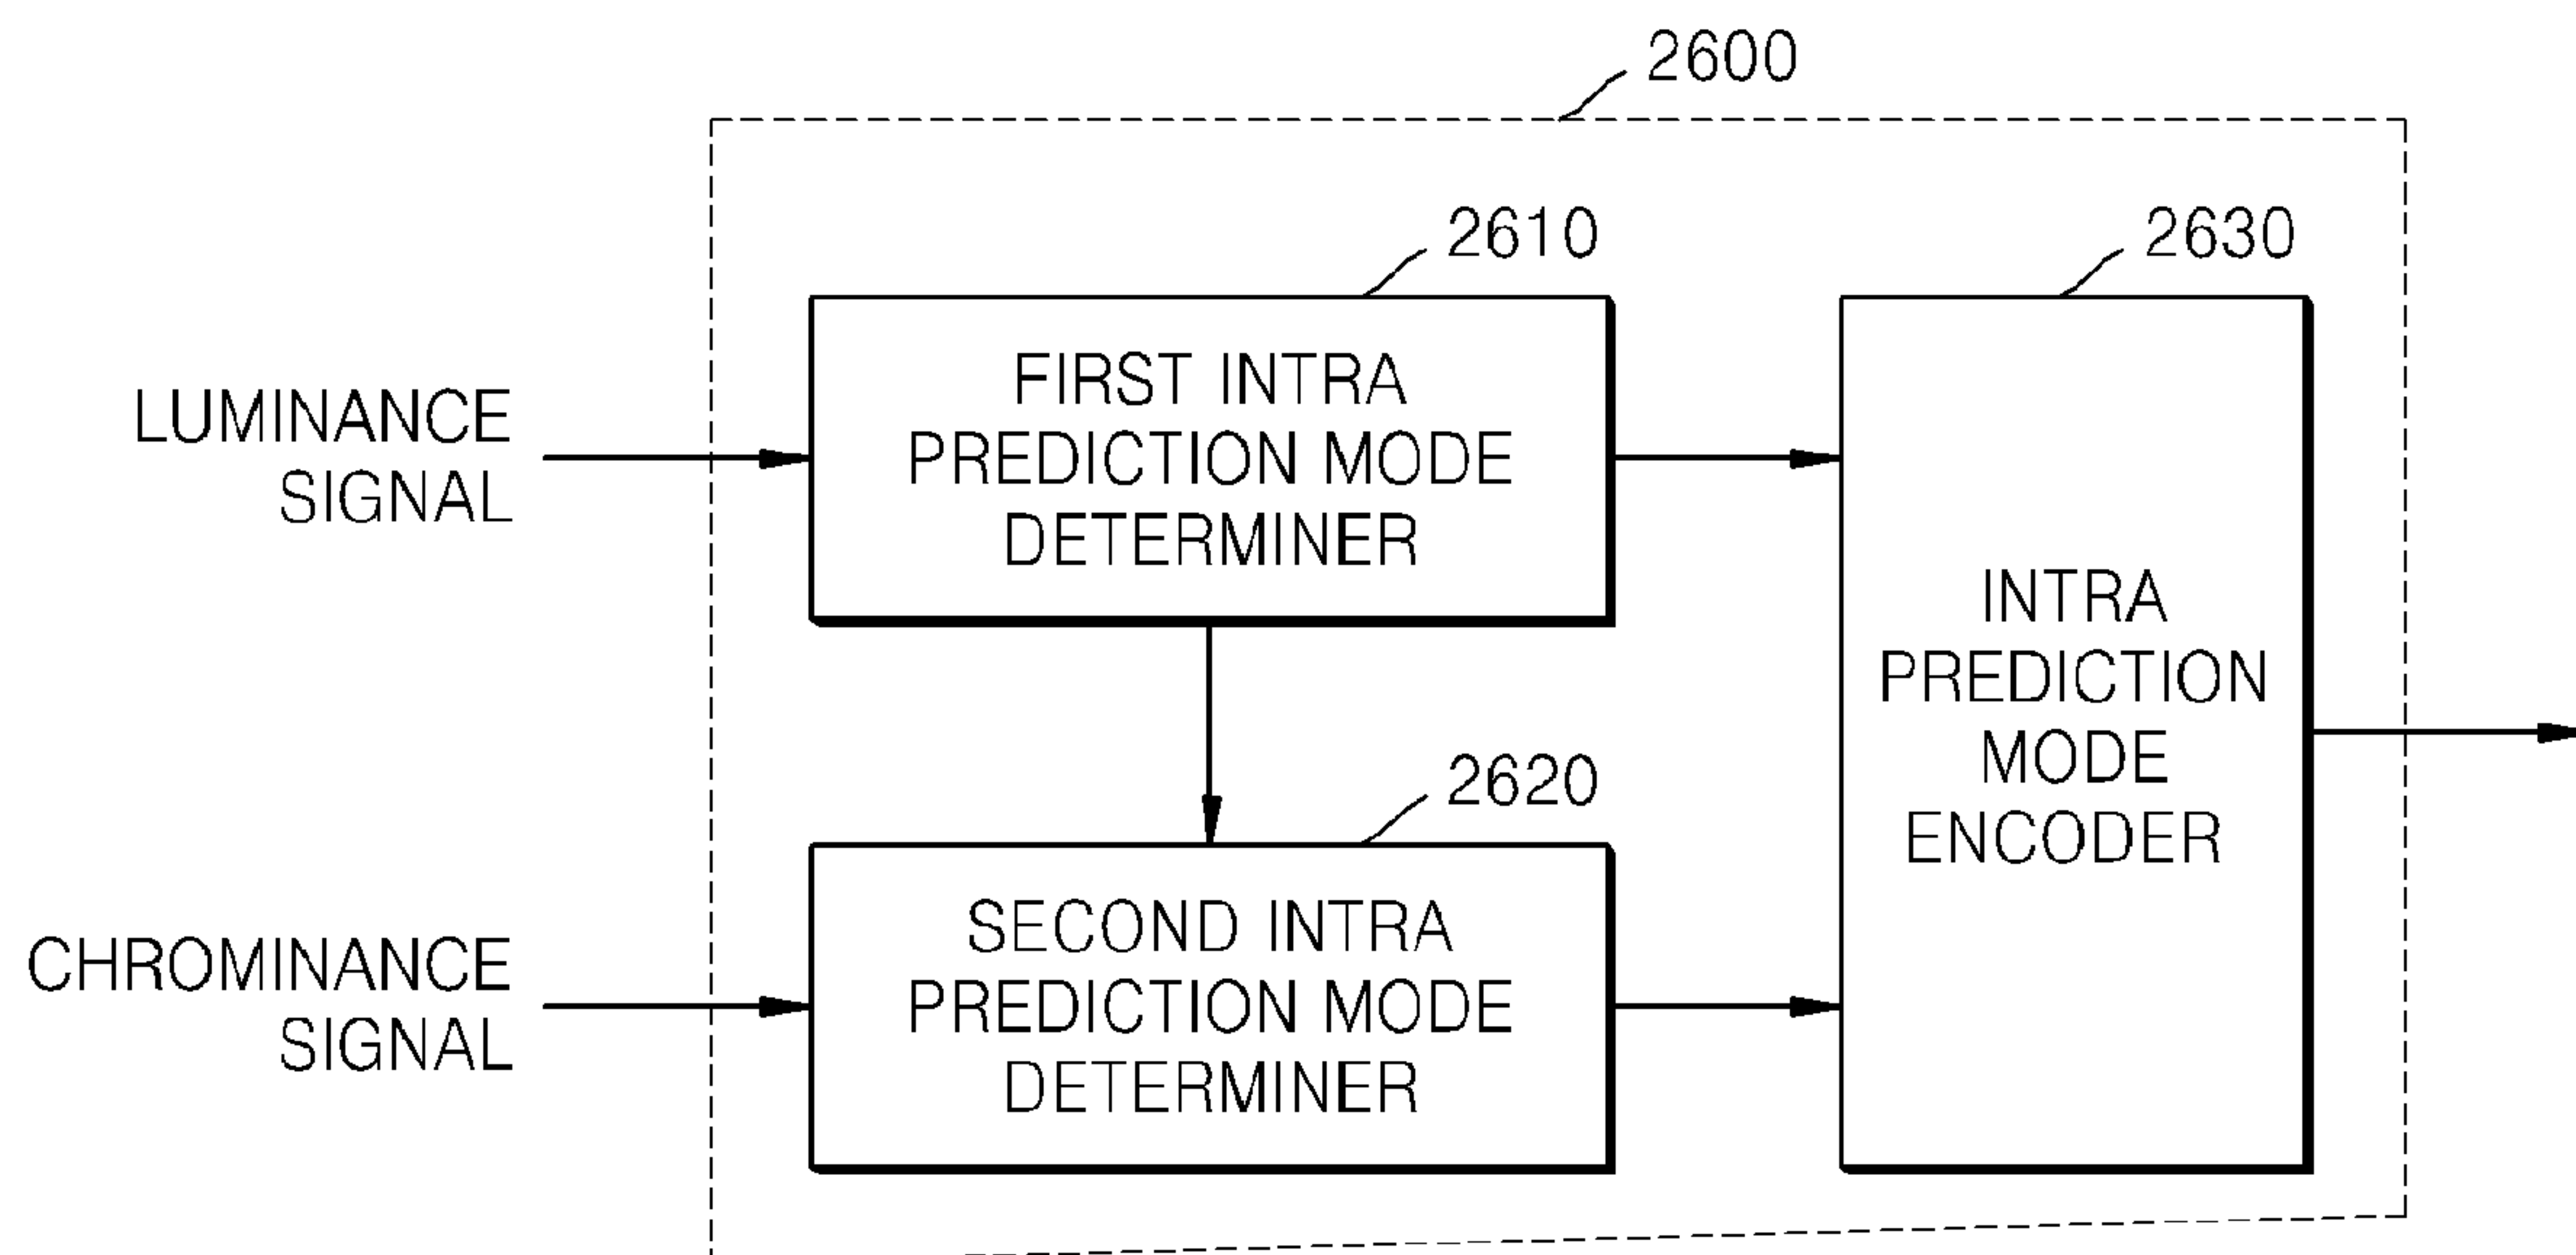 2600
2610
2630
LUMINANCE
SIGNAL
FIRST INTRA
PREDICTION MODE
DETERMINER
INTRA
PREDICTION
MODE
ENCODER
2620
CHROMINANCE
SIGNAL
SECOND INTRA
PREDICTION MODE
DETERMINER